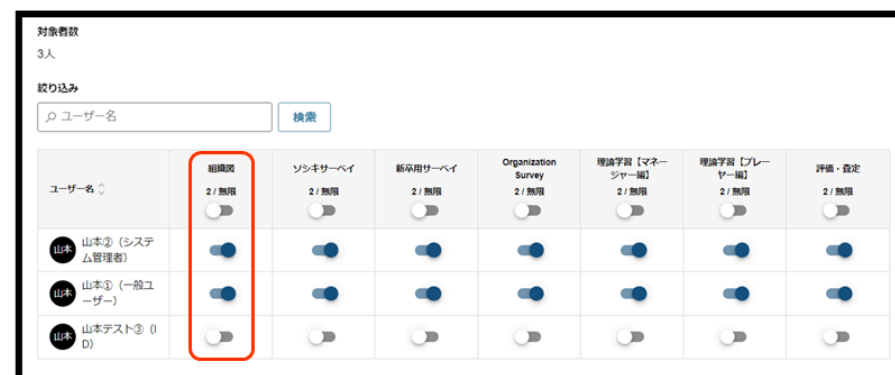 対象者数
3人
絞り込み
ユーザー名
検索
ユーザー名
組織図
2 / 無限
ソシキサーベイ
2 / 無限
新卒用サーベイ
2 / 無限
Organization
Survey
2 / 無限
理論学習【マネー
ジャー編】
2 / 無限
理論学習【プレー
ヤー編】
2 / 無限
評価・査定
2 / 無限
山本
山本②（システ
ム管理者）
山本
山本①（一般ユ
ーザー）
山本
山本テスト③（I
D）